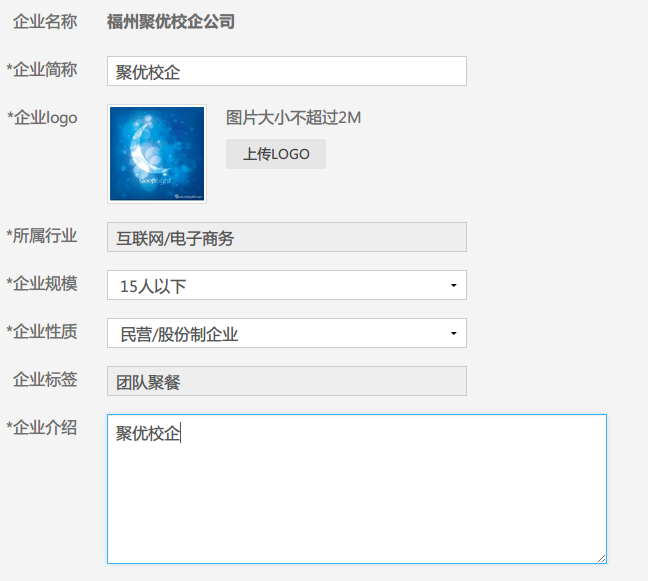 企业名称 福州聚优校企公司
*企业简称 聚优校企
*企业logo 图片大小不超过2M
上传LOGO
*所属行业 互联网/电子商务
*企业规模 15人以下
*企业性质 民营/股份制企业
企业标签 团队聚餐
*企业介绍 聚优校企